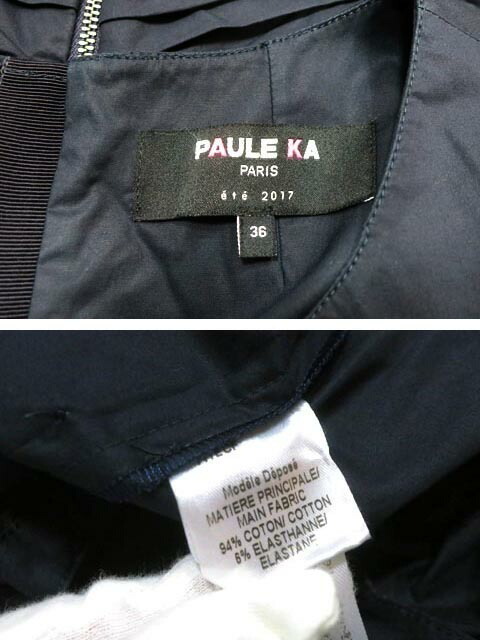 PAULE KA
PARIS
été 2017
36
Modèle Déposé
MATIERE PRINCIPALE/
MAIN FABRIC
94% COTON/ COTTON
6% ELASTHANNE/
ELASTANE